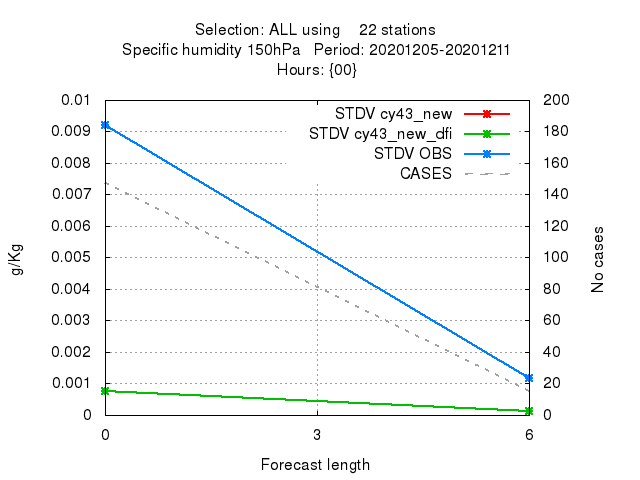 Selection: ALL using    22 stations
Specific humidity 150hPa   Period: 20201205-20201211
Hours: {00}
0.01 200
STDV cy43_new
0.009 180
STDV cy43_new_dfi
STDV OBS
0.008 160
CASES
0.007 140
0.006 120
0.005 100
0.004 80
0.003 60
0.002 40
0.001 20
0 0
g/Kg
No cases
0 3 6
Forecast length